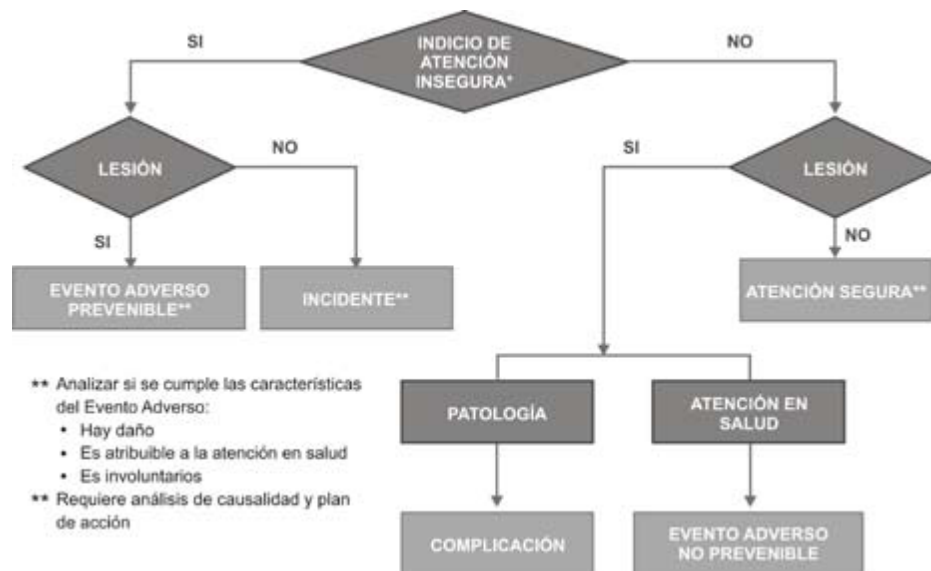 SI
INDICIO DE
ATENCIÓN
INSEGURA*
NO
LESIÓN
NO
SI
LESIÓN
SI
NO
EVENTO ADVERSO
PREVENIBLE**
INCIDENTE**
ATENCIÓN SEGURA**
** Analizar si se cumple las características
del Evento Adverso:
• Hay daño
• Es atribuible a la atención en salud
• Es involuntarios
** Requiere análisis de causalidad y plan
de acción
PATOLOGÍA
ATENCIÓN EN
SALUD
COMPLICACIÓN
EVENTO ADVERSO
NO PREVENIBLE